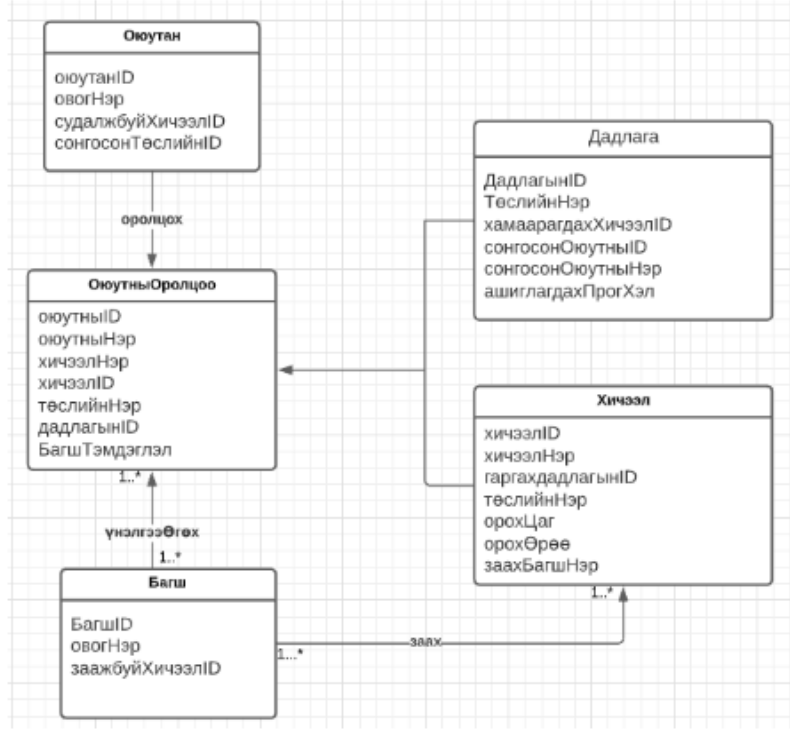 Оюутан
оюутанID
овогНэр
судалжбуйХичээлID
сонгосонТөслийнID
оролцох
ОюутныОролцоо
оюутныID
оюутныНэр
хичээлНэр
хичээлID
төслийнНэр
дадлагынID
БагшТэмдэглэл
1..*
үнэлгээӨгөх
1..*
Багш
БагшID
овогНэр
заажбуйХичээлID
1...*
заах
1..*
Дадлага
ДадлагынID
ТөслийнНэр
хамаарагдахХичээлID
сонгосонОюутныID
сонгосонОюутныНэр
ашиглагдахПрогХэл
Хичээл
хичээлID
хичээлНэр
гаргахдадлагынID
төслийнНэр
орохЦаг
орохӨрөө
заахБагшНэр